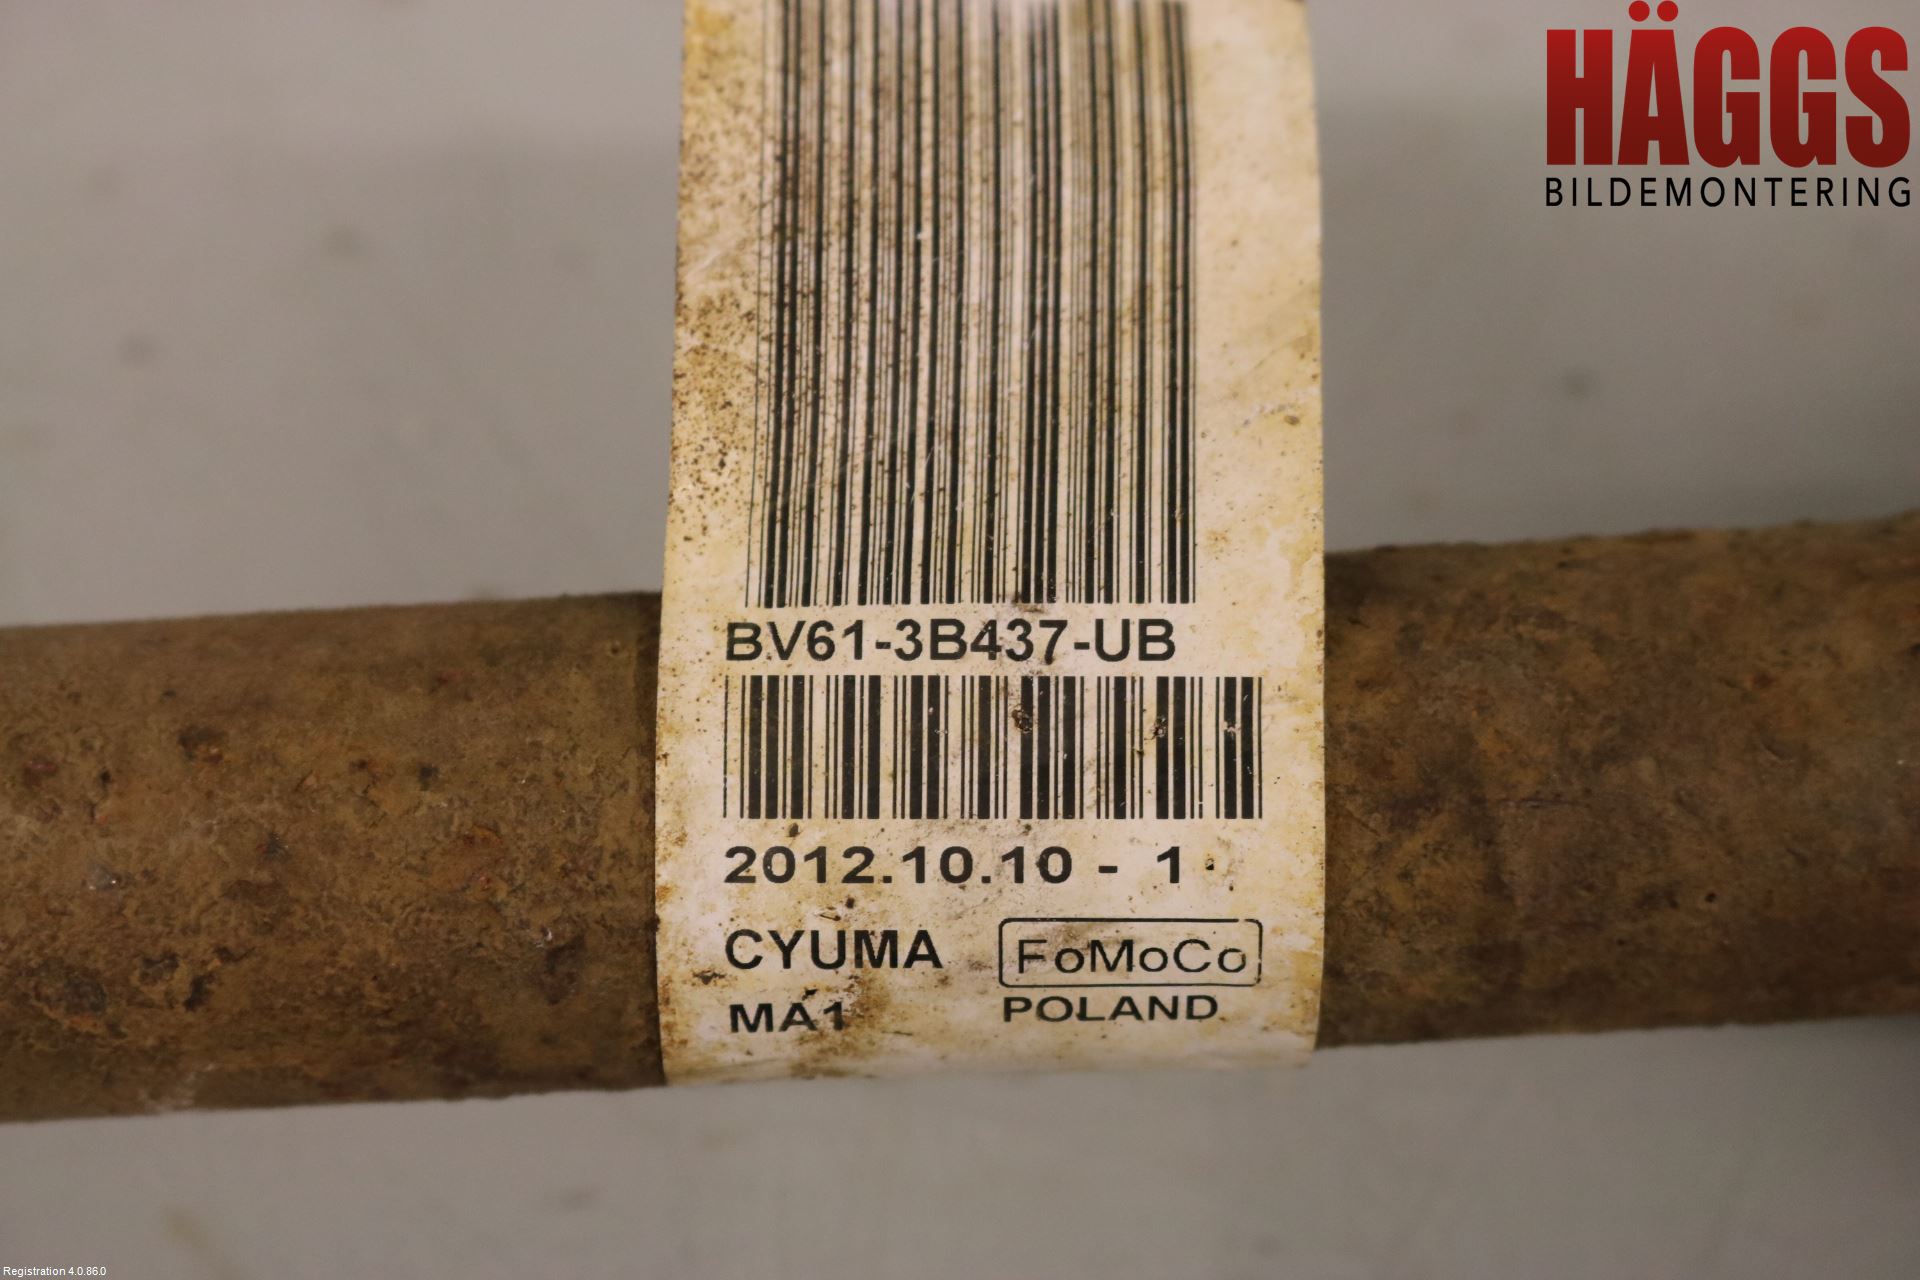 HÄGGS
BILDEMONTERING
BV61-3B437-UB
2012.10.10 - 1
CYUMA
FoMoCo
MA1
POLAND
Registration 4.0.86.0